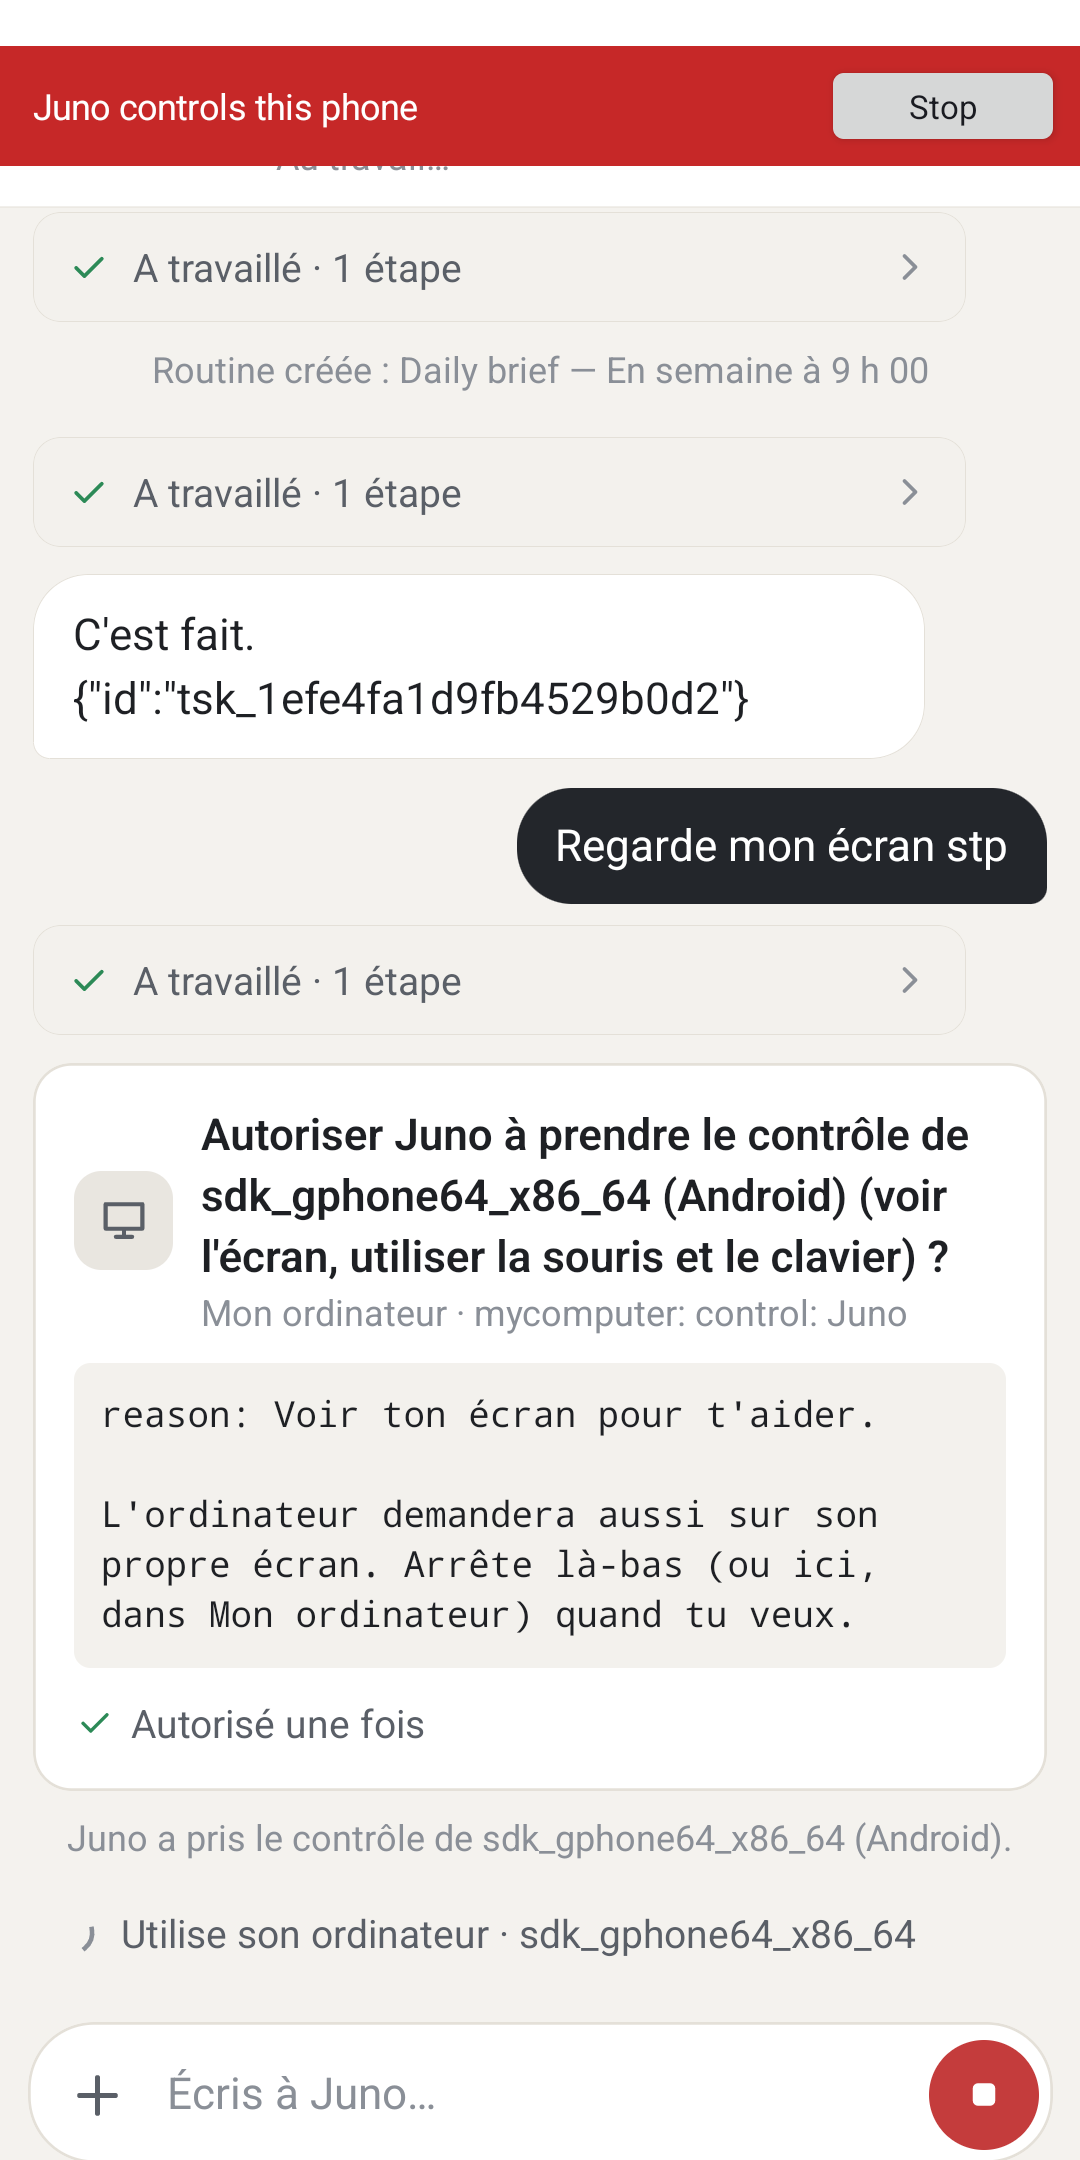 Juno controls this phone
Stop
A travaillé · 1 étape
Routine créée : Daily brief — En semaine à 9 h 00
A travaillé · 1 étape
C'est fait.
{"id":"tsk_1efe4fa1d9fb4529b0d2"}
Regarde mon écran stp
A travaillé · 1 étape
Autoriser Juno à prendre le contrôle de
sdk_gphone64_x86_64 (Android) (voir
l'écran, utiliser la souris et le clavier) ?
Mon ordinateur · mycomputer: control: Juno
reason: Voir ton écran pour t'aider.
L'ordinateur demandera aussi sur son
propre écran. Arrête là-bas (ou ici,
dans Mon ordinateur) quand tu veux.
Autorisé une fois
Juno a pris le contrôle de sdk_gphone64_x86_64 (Android).
Utilise son ordinateur · sdk_gphone64_x86_64
Écris à Juno…